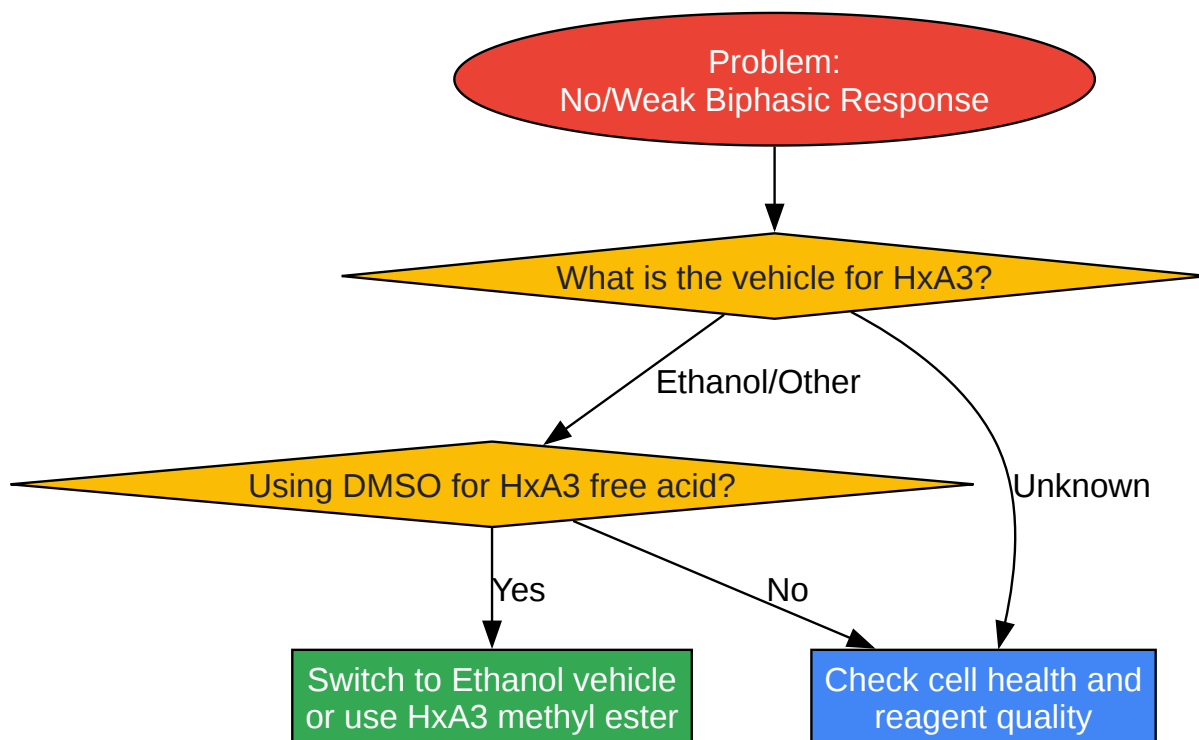 Problem:
No/Weak Biphasic Response
What is the vehicle for HxA3?
Ethanol/Other
Using DMSO for HxA3 free acid?
Unknown
Yes
No
Switch to Ethanol vehicle
or use HxA3 methyl ester
Check cell health and
reagent quality